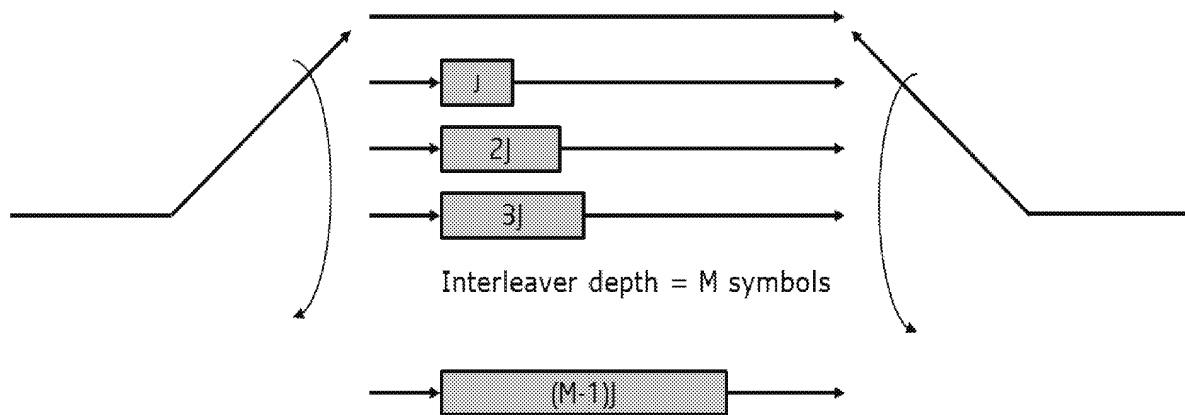 J
2J
3J
Interleaver depth = M symbols
(M-1)J